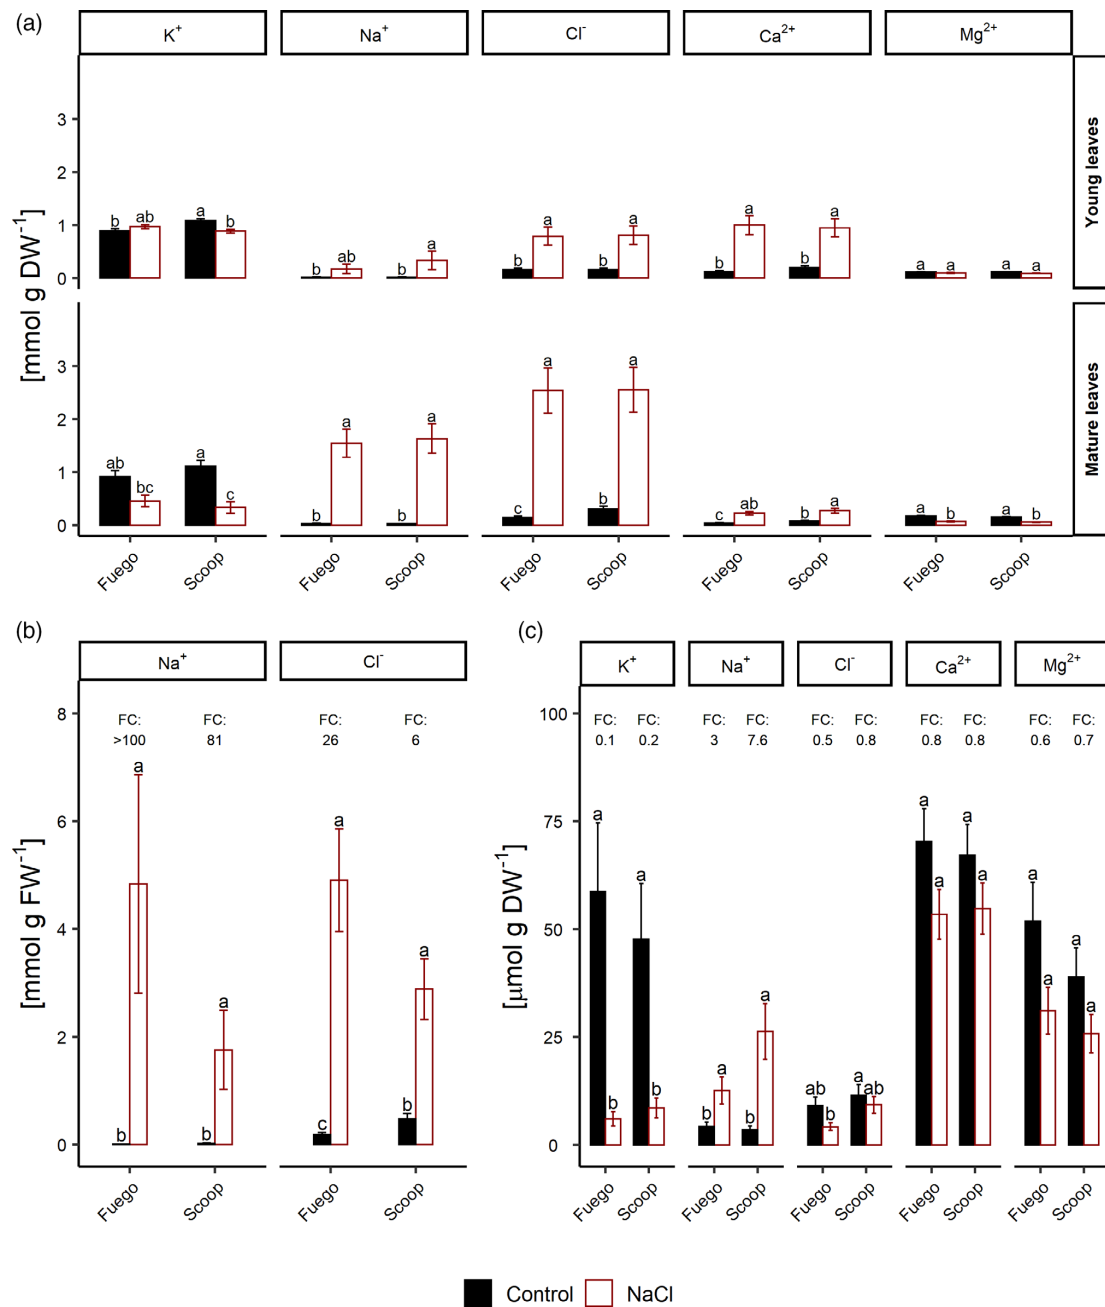 (a)
K+ Na+ Cl- Ca2+ Mg2+
[mmol g DW-1]
3
2
1
0
b ab a b
b ab b a
b a b a
b a b a
a a a a
Young leaves
3
2
1
0
ab bc a c
b a b a
c a b a
c ab b a
a b a b
Mature leaves
Fuego Scoop Fuego Scoop Fuego Scoop Fuego Scoop Fuego Scoop
(b)
Na+ Cl-
[mmol g FW-1]
8
6
4
2
0
FC: FC: FC: FC:
>100 81 26 6
b a b a
c a b a
Fuego Scoop Fuego Scoop
(c)
K+ Na+ Cl- Ca2+ Mg2+
[µmol g DW-1]
100
75
50
25
0
FC: FC: FC: FC: FC: FC: FC: FC: FC: FC:
0.1 0.2 3 7.6 0.5 0.8 0.8 0.8 0.6 0.7
a b a b
b a b a
ab b a ab
a a a a
a a a a
Fuego Scoop Fuego Scoop Fuego Scoop Fuego Scoop Fuego Scoop
Control NaCl